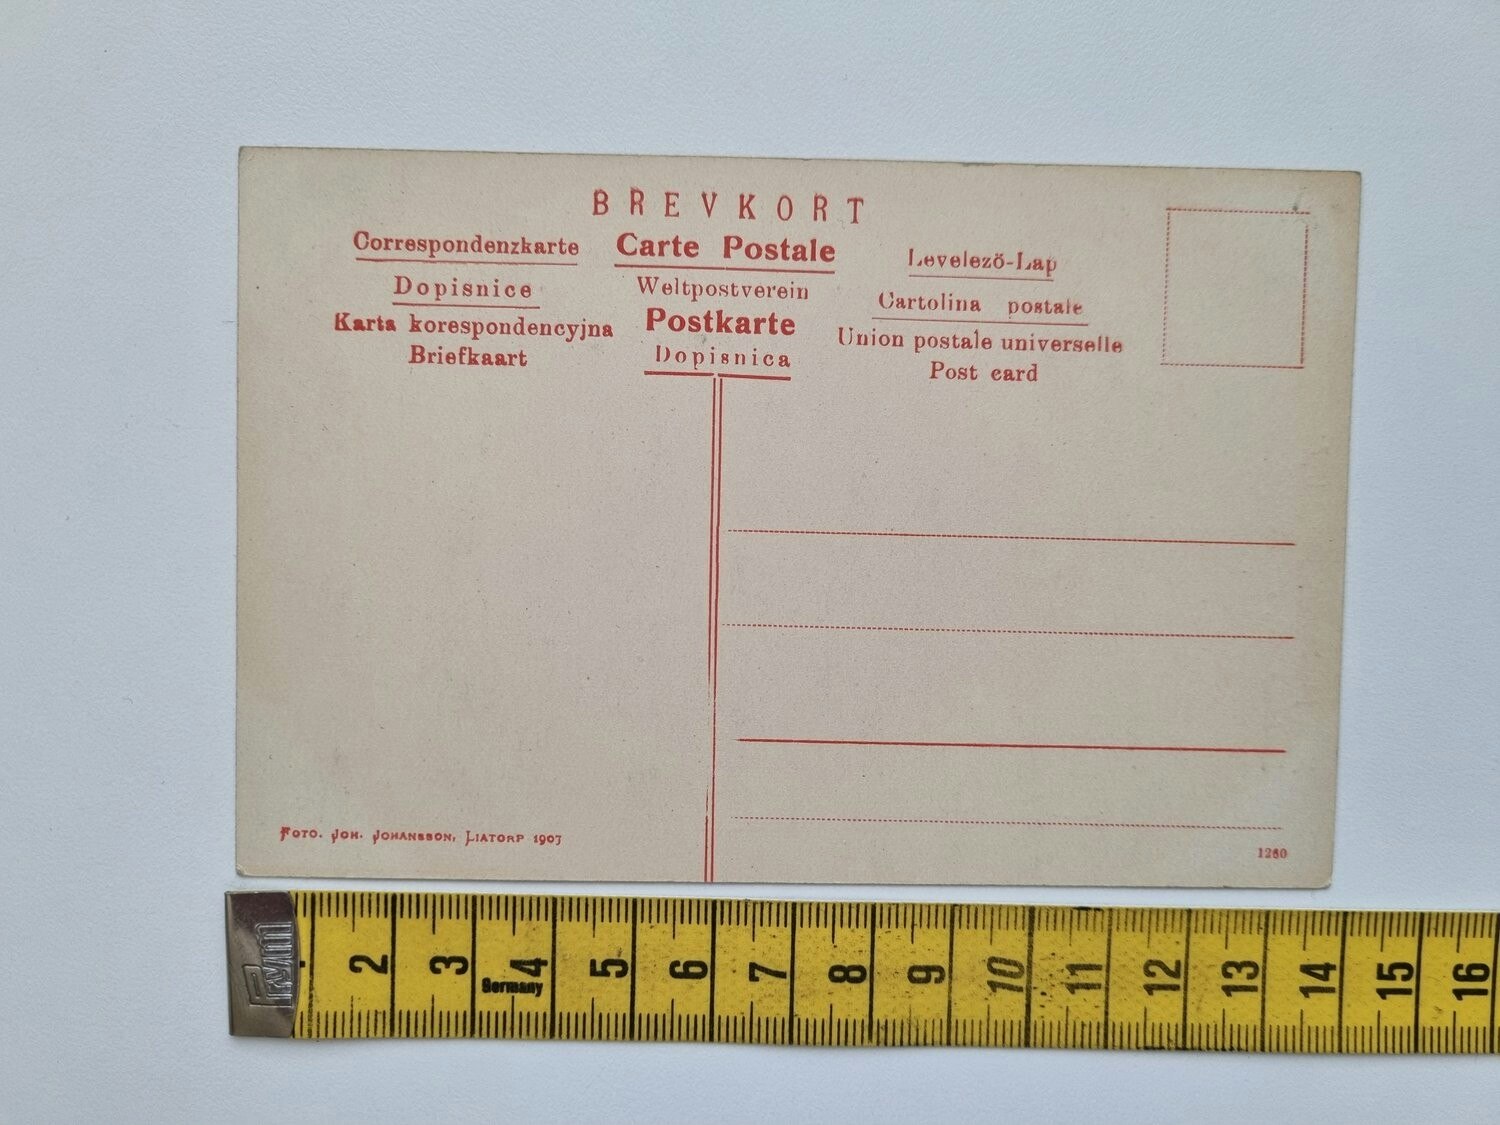 BREVKORT
Correspondenzkarte
Dopisnice
Karta korespondencyjna
Briefkaart
Carte Postale
Weltpostverein
Postkarte
Dopisnica
Levelező-Lap
Cartolina postale
Union postale universelle
Post card
FOTO. JOH. JOHANSSON, LIATORP 1907
1260
Prym
2 3 4 5 6 7 8 9 10 11 12 13 14 15 16
Germany